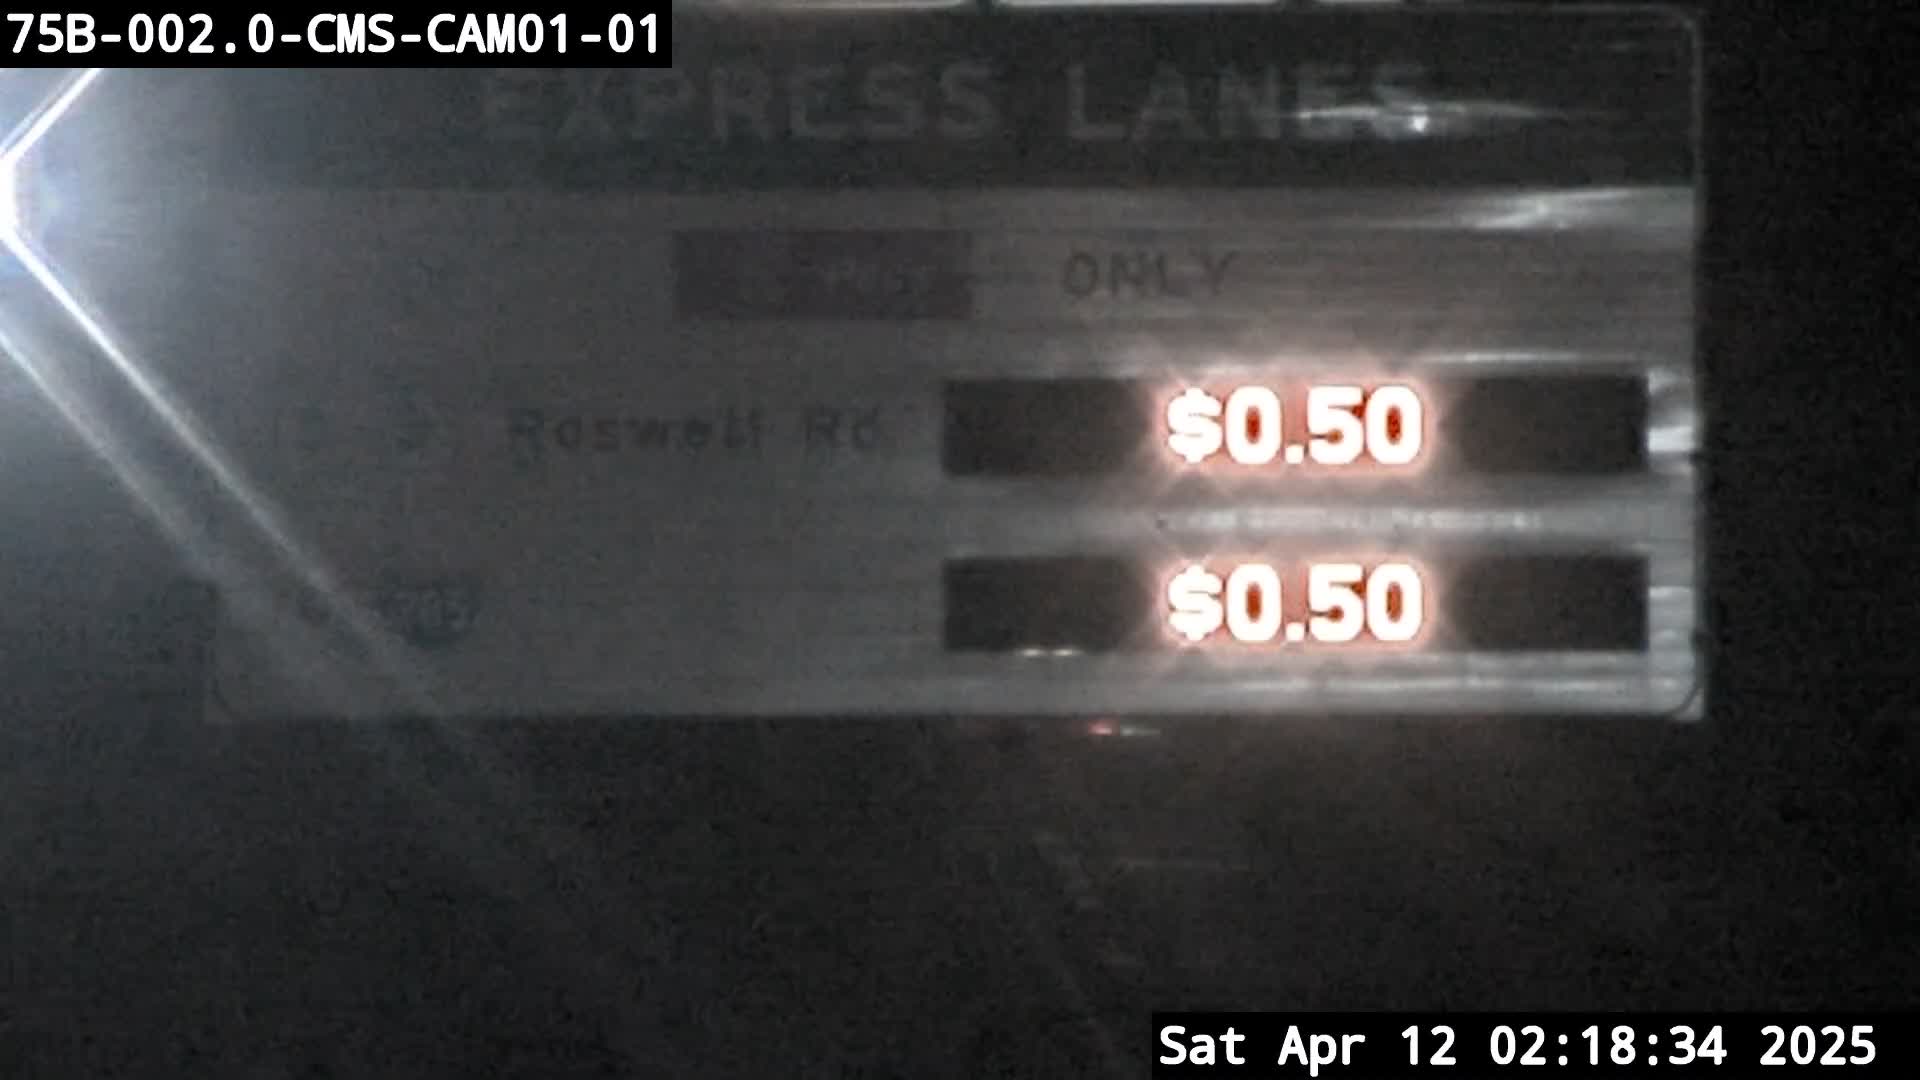 75B-002.0-CMS-CAM01-01
EXPRESS LANES
ONLY
Roswell Rd $0.50
$0.50
Sat Apr 12 02:18:34 2025